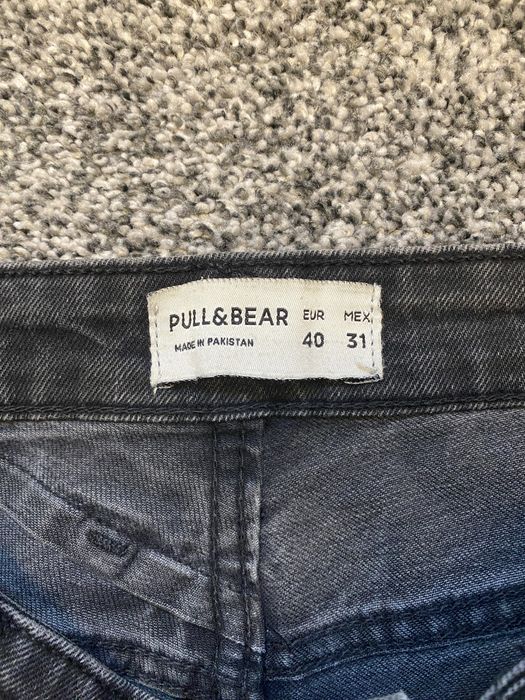 PULL&BEAR EUR MEX
MADE IN PAKISTAN 40 31